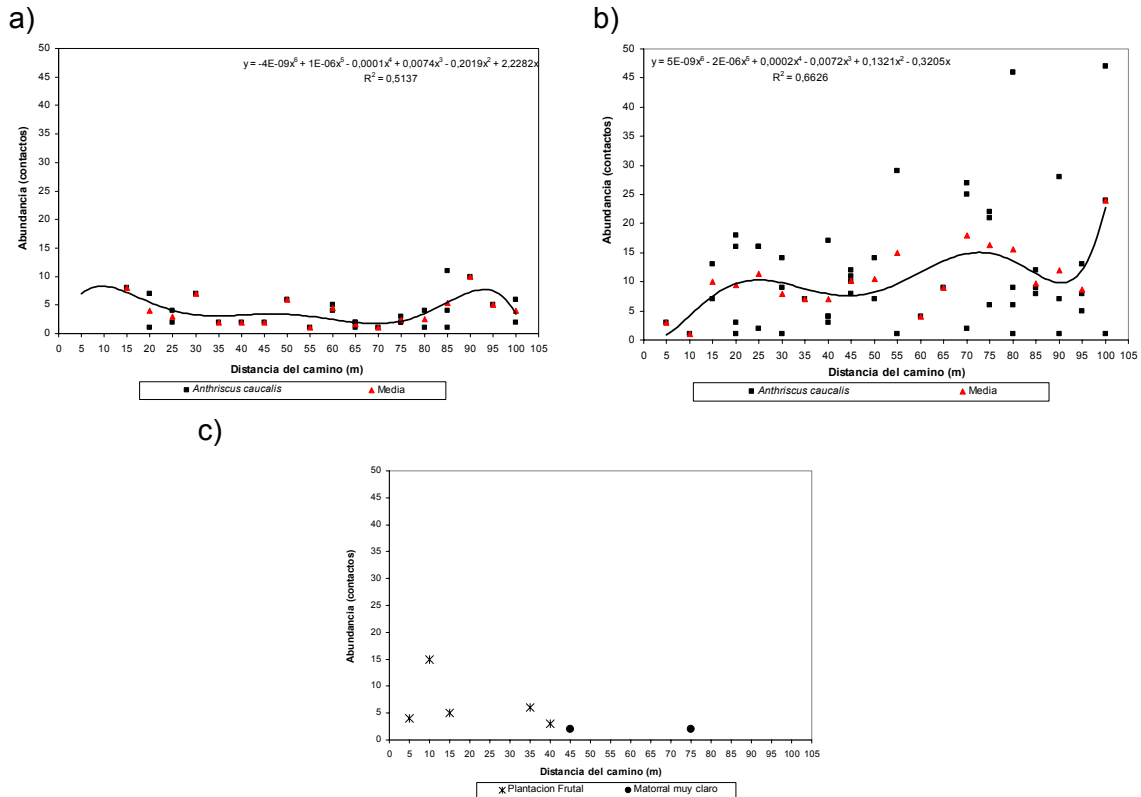 a)
y = -4E-09x⁶ + 1E-06x⁵ - 0,0001x⁴ + 0,0074x³ - 0,2019x² + 2,2282x
R² = 0,5137
50
45
40
35
30
25
20
15
10
5
0
Abundancia (contactos)
0 5 10 15 20 25 30 35 40 45 50 55 60 65 70 75 80 85 90 95 100 105
Distancia del camino (m)
Anthriscus caucalis Media
b)
y = 5E-09x⁶ - 2E-06x⁵ + 0,0002x⁴ - 0,0072x³ + 0,1321x² - 0,3205x
R² = 0,6626
50
45
40
35
30
25
20
15
10
5
0
Abundancia (contactos)
0 5 10 15 20 25 30 35 40 45 50 55 60 65 70 75 80 85 90 95 100 105
Distancia del camino (m)
Anthriscus caucalis Media
c)
50
45
40
35
30
25
20
15
10
5
0
Abundancia (contactos)
0 5 10 15 20 25 30 35 40 45 50 55 60 65 70 75 80 85 90 95 100 105
Distancia del camino (m)
Plantacion Frutal Matorral muy claro